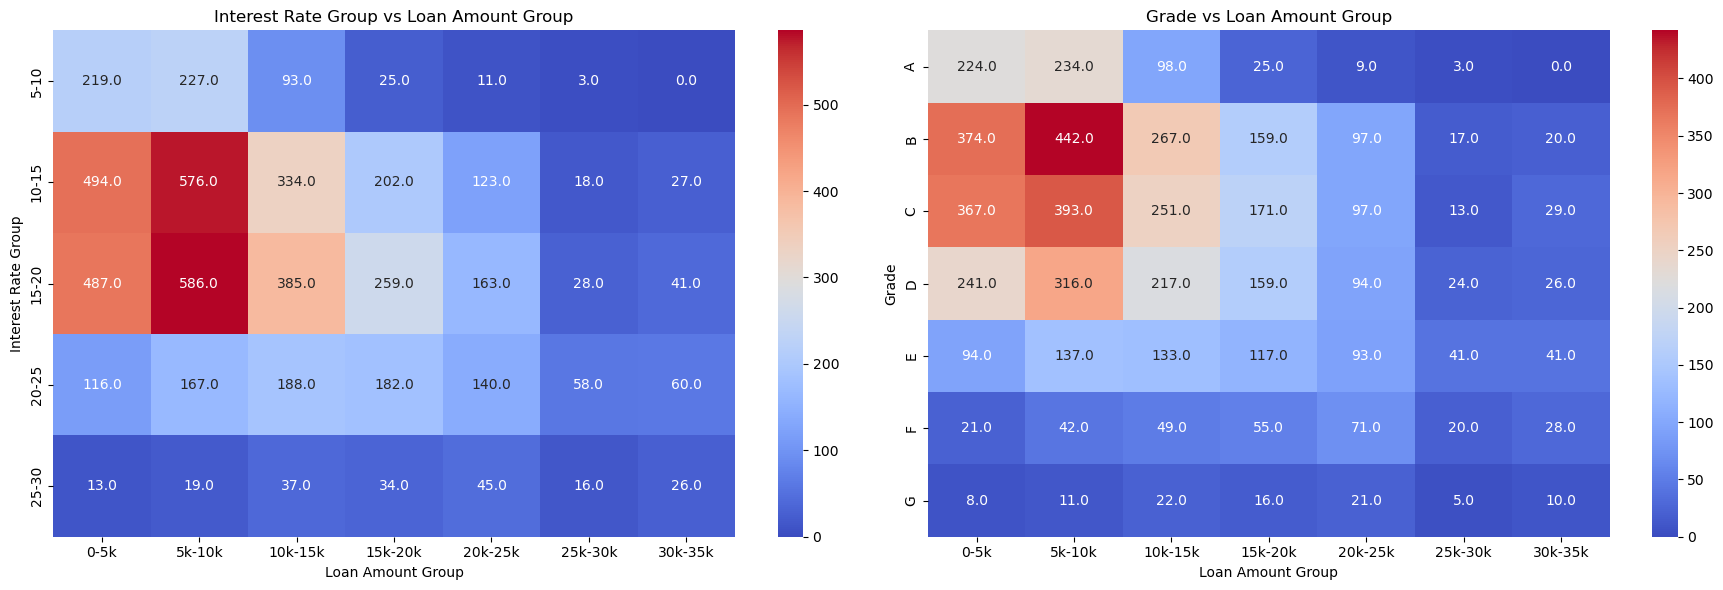 Interest Rate Group vs Loan Amount Group
Interest Rate Group
5-10 219.0 227.0 93.0 25.0 11.0 3.0 0.0
10-15 494.0 576.0 334.0 202.0 123.0 18.0 27.0
15-20 487.0 586.0 385.0 259.0 163.0 28.0 41.0
20-25 116.0 167.0 188.0 182.0 140.0 58.0 60.0
25-30 13.0 19.0 37.0 34.0 45.0 16.0 26.0
0-5k 5k-10k 10k-15k 15k-20k 20k-25k 25k-30k 30k-35k
Loan Amount Group
500
400
300
200
100
0
Grade vs Loan Amount Group
Grade
A 224.0 234.0 98.0 25.0 9.0 3.0 0.0
B 374.0 442.0 267.0 159.0 97.0 17.0 20.0
C 367.0 393.0 251.0 171.0 97.0 13.0 29.0
D 241.0 316.0 217.0 159.0 94.0 24.0 26.0
E 94.0 137.0 133.0 117.0 93.0 41.0 41.0
F 21.0 42.0 49.0 55.0 71.0 20.0 28.0
G 8.0 11.0 22.0 16.0 21.0 5.0 10.0
0-5k 5k-10k 10k-15k 15k-20k 20k-25k 25k-30k 30k-35k
Loan Amount Group
400
350
300
250
200
150
100
50
0